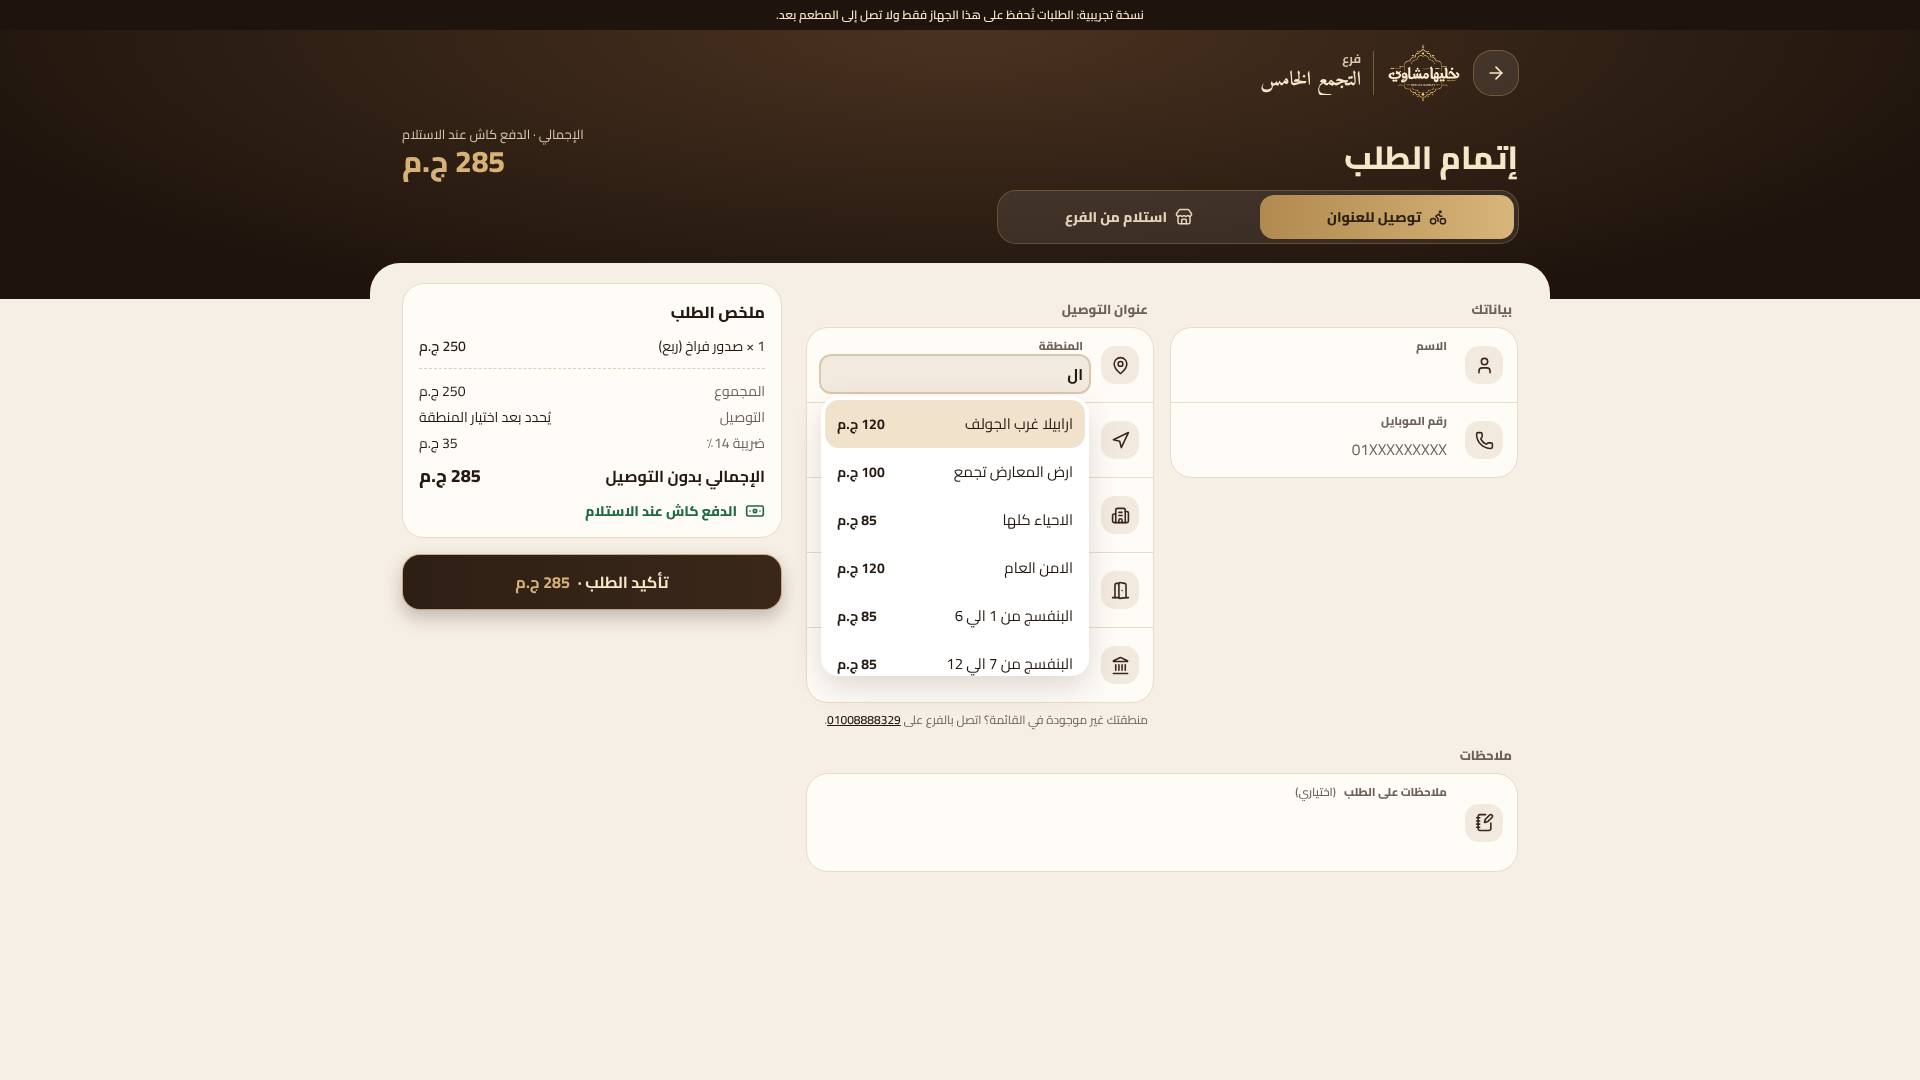 نسخة تجريبية: الطلبات تُحفظ على هذا الجهاز فقط ولا تصل إلى المطعم بعد.
خليها مشاوي
فرع
التجمع الخامس
إتمام الطلب
الإجمالي · الدفع كاش عند الاستلام
285 ج.م
توصيل للعنوان
استلام من الفرع
بياناتك
الاسم
رقم الموبايل
01XXXXXXXXX
عنوان التوصيل
المنطقة
ال
ارابيلا غرب الجولف 120 ج.م
ارض المعارض تجمع 100 ج.م
الاحياء كلها 85 ج.م
الامن العام 120 ج.م
البنفسج من 1 الي 6 85 ج.م
البنفسج من 7 الي 12 85 ج.م
منطقتك غير موجودة في القائمة؟ اتصل بالفرع على 01008888329.
ملاحظات
ملاحظات على الطلب (اختياري)
ملخص الطلب
1 × صدور فراخ (ربع) 250 ج.م
المجموع 250 ج.م
التوصيل يُحدد بعد اختيار المنطقة
ضريبة 14٪ 35 ج.م
الإجمالي بدون التوصيل 285 ج.م
الدفع كاش عند الاستلام
تأكيد الطلب · 285 ج.م